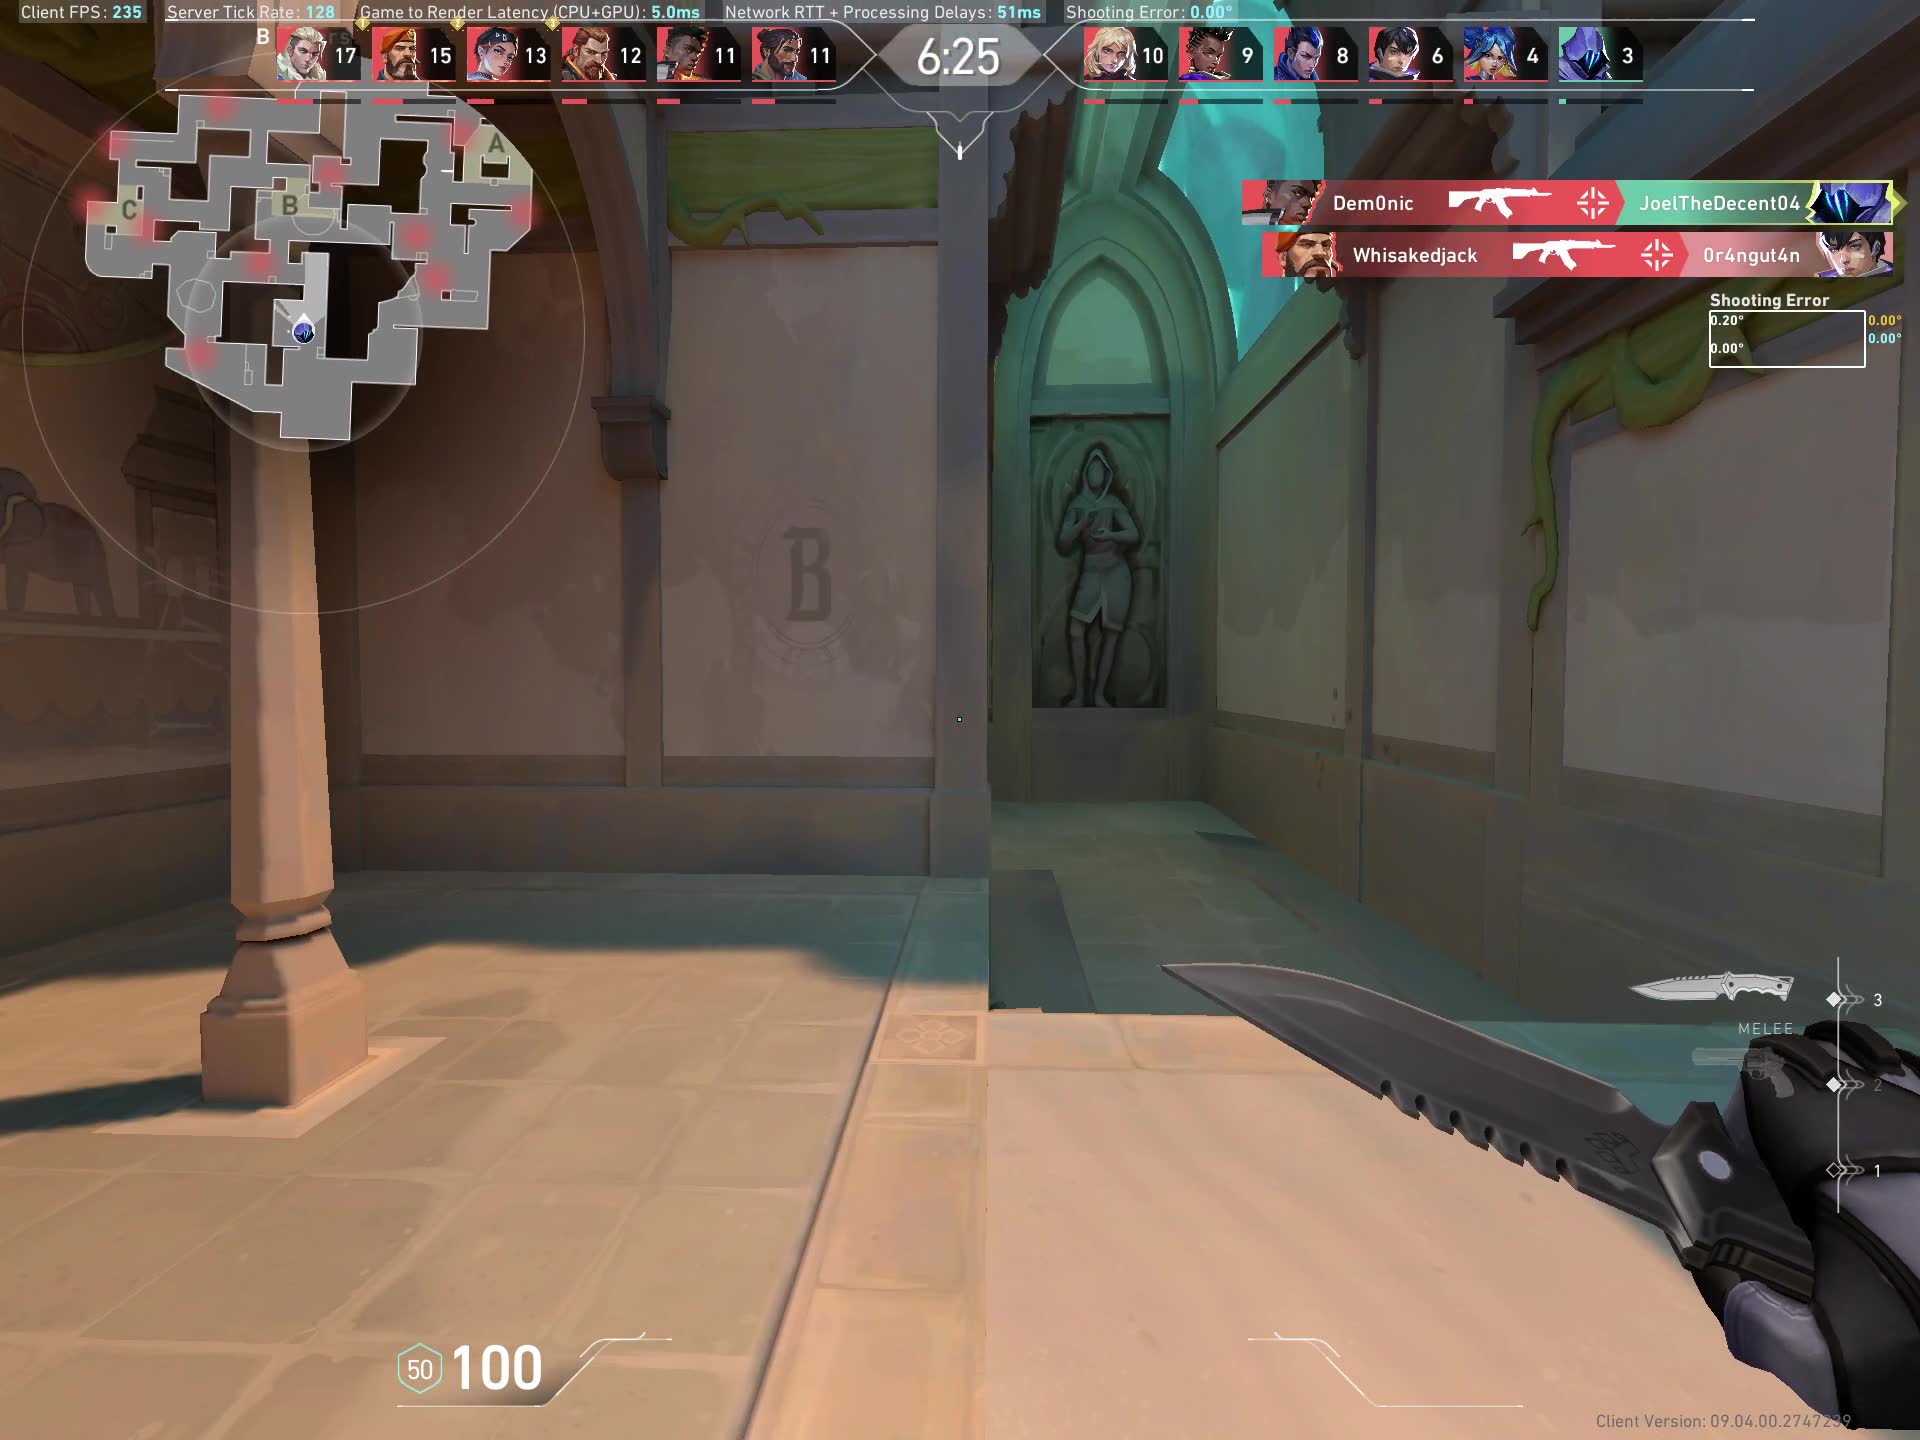 Client FPS: 235 Server Tick Rate: 128 Game to Render Latency (CPU+GPU): 5.0ms Network RTT + Processing Delays: 51ms Shooting Error: 0.00°
B
17 15 13 12 11 11 6:25 10 9 8 6 4 3
A
C B
Dem0nic JoelTheDecent04
Whisakedjack 0r4ngut4n
Shooting Error
0.20° 0.00°
0.00°
0.00°
B
3
MELEE
2
1
50 100
Client Version: 09.04.00.2747239